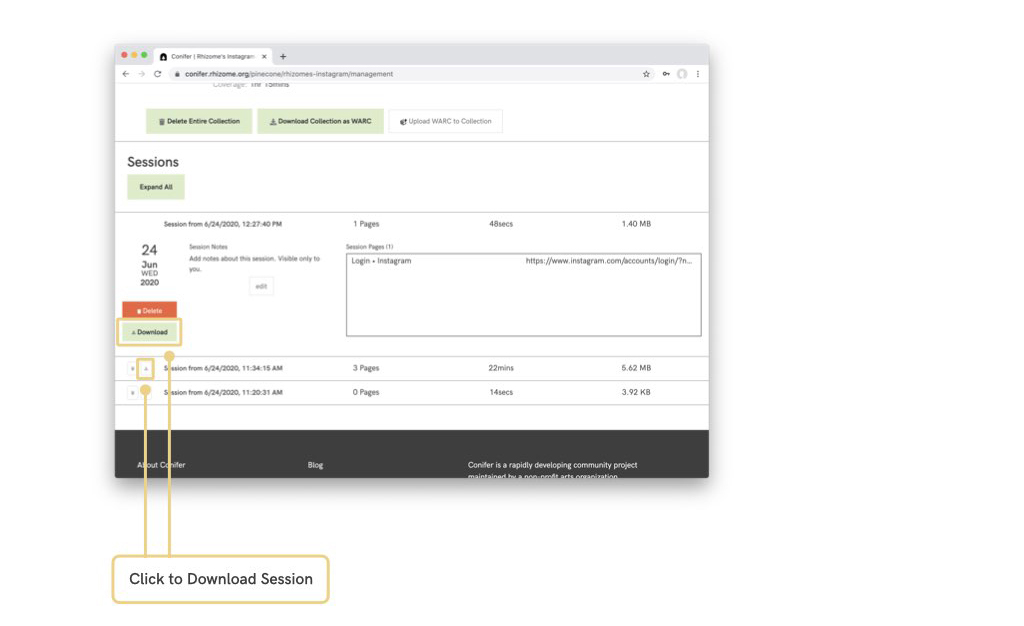 Conifer | Rhizome's Instagram
conifer.rhizome.org/pinecone/rhizomes-instagram/management
Coverage: 1hr 15mins
Delete Entire Collection
Download Collection as WARC
Upload WARC to Collection
Sessions
Expand All
Session from 6/24/2020, 12:27:40 PM 1 Pages 48secs 1.40 MB
24
Jun
WED
2020
Session Notes
Add notes about this session. Visible only to
you.
edit
Session Pages (1)
Login • Instagram https://www.instagram.com/accounts/login/?n...
Delete
Download
Session from 6/24/2020, 11:34:15 AM 3 Pages 22mins 5.62 MB
Session from 6/24/2020, 11:20:31 AM 0 Pages 14secs 3.92 KB
About Conifer
Blog
Conifer is a rapidly developing community project
maintained by a non-profit arts organization.
Click to Download Session